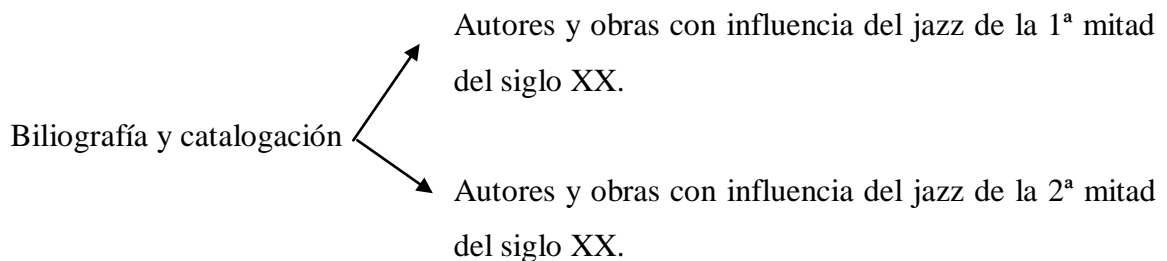 Autores y obras con influencia del jazz de la 1ª mitad
del siglo XX.
Biliografía y catalogación
Autores y obras con influencia del jazz de la 2ª mitad
del siglo XX.